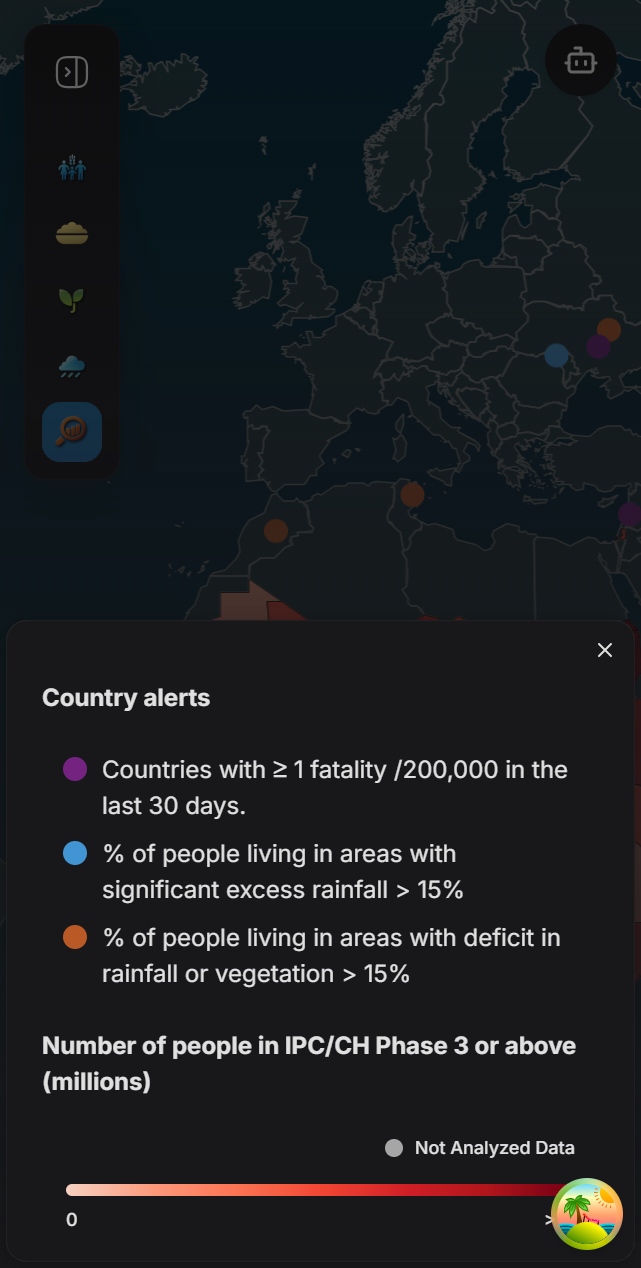 Country alerts
Countries with ≥ 1 fatality /200,000 in the
last 30 days.
% of people living in areas with
significant excess rainfall > 15%
% of people living in areas with deficit in
rainfall or vegetation > 15%
Number of people in IPC/CH Phase 3 or above
(millions)
Not Analyzed Data
0 >